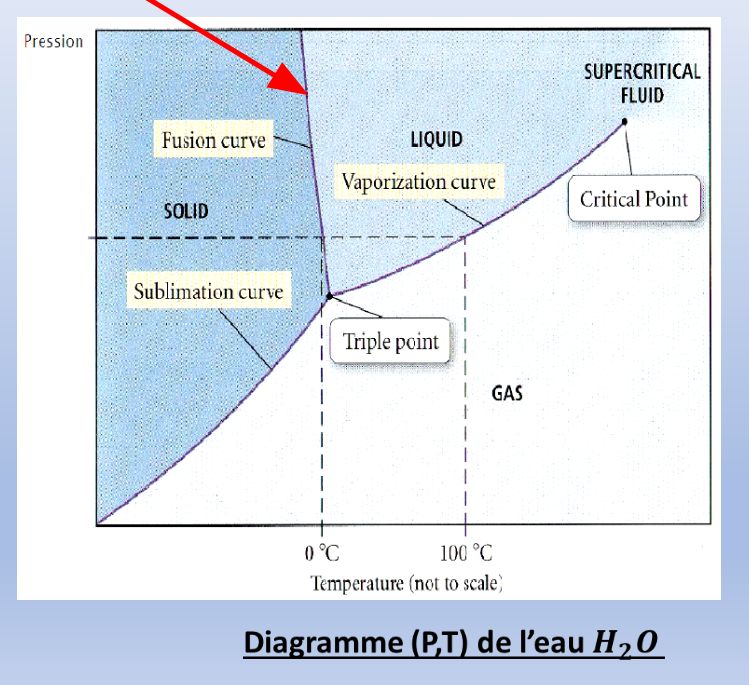 Pression
SUPERCRITICAL
FLUID
Fusion curve
LIQUID
Vaporization curve
Critical Point
SOLID
Sublimation curve
Triple point
GAS
0 °C
100 °C
Temperature (not to scale)
Diagramme (P,T) de l’eau H₂O